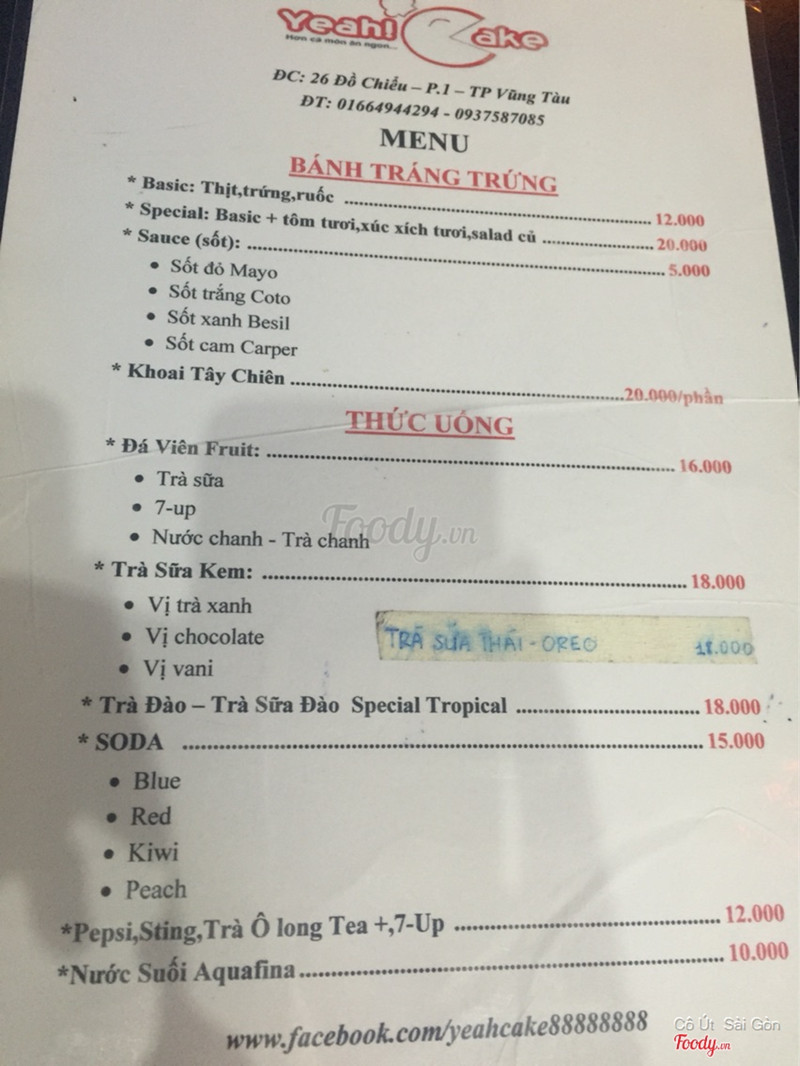 Yeah! Cake
Hơn cả món ăn ngon...
ĐC: 26 Đồ Chiểu – P.1 – TP Vũng Tàu
ĐT: 01664944294 - 0937587085
MENU
BÁNH TRÁNG TRỨNG
* Basic: Thịt,trứng,ruốc ........ 12.000
* Special: Basic + tôm tươi,xúc xích tươi,salad củ ........ 20.000
* Sauce (sốt): ........ 5.000
• Sốt đỏ Mayo
• Sốt trắng Coto
• Sốt xanh Besil
• Sốt cam Carper
* Khoai Tây Chiên ........ 20.000/phần
THỨC UỐNG
* Đá Viên Fruit: ........ 16.000
• Trà sữa
• 7-up
• Nước chanh - Trà chanh
Foody.vn
* Trà Sữa Kem: ........ 18.000
• Vị trà xanh
• Vị chocolate
TRÀ SỮA THÁI - OREO 18.000
• Vị vani
* Trà Đào – Trà Sữa Đào Special Tropical ........ 18.000
* SODA ........ 15.000
• Blue
• Red
• Kiwi
• Peach
*Pepsi,Sting,Trà Ô long Tea +,7-Up ........ 12.000
*Nước Suối Aquafina ........ 10.000
www.facebook.com/yeahcake88888888
Cô Út Sài Gòn
Foody.vn